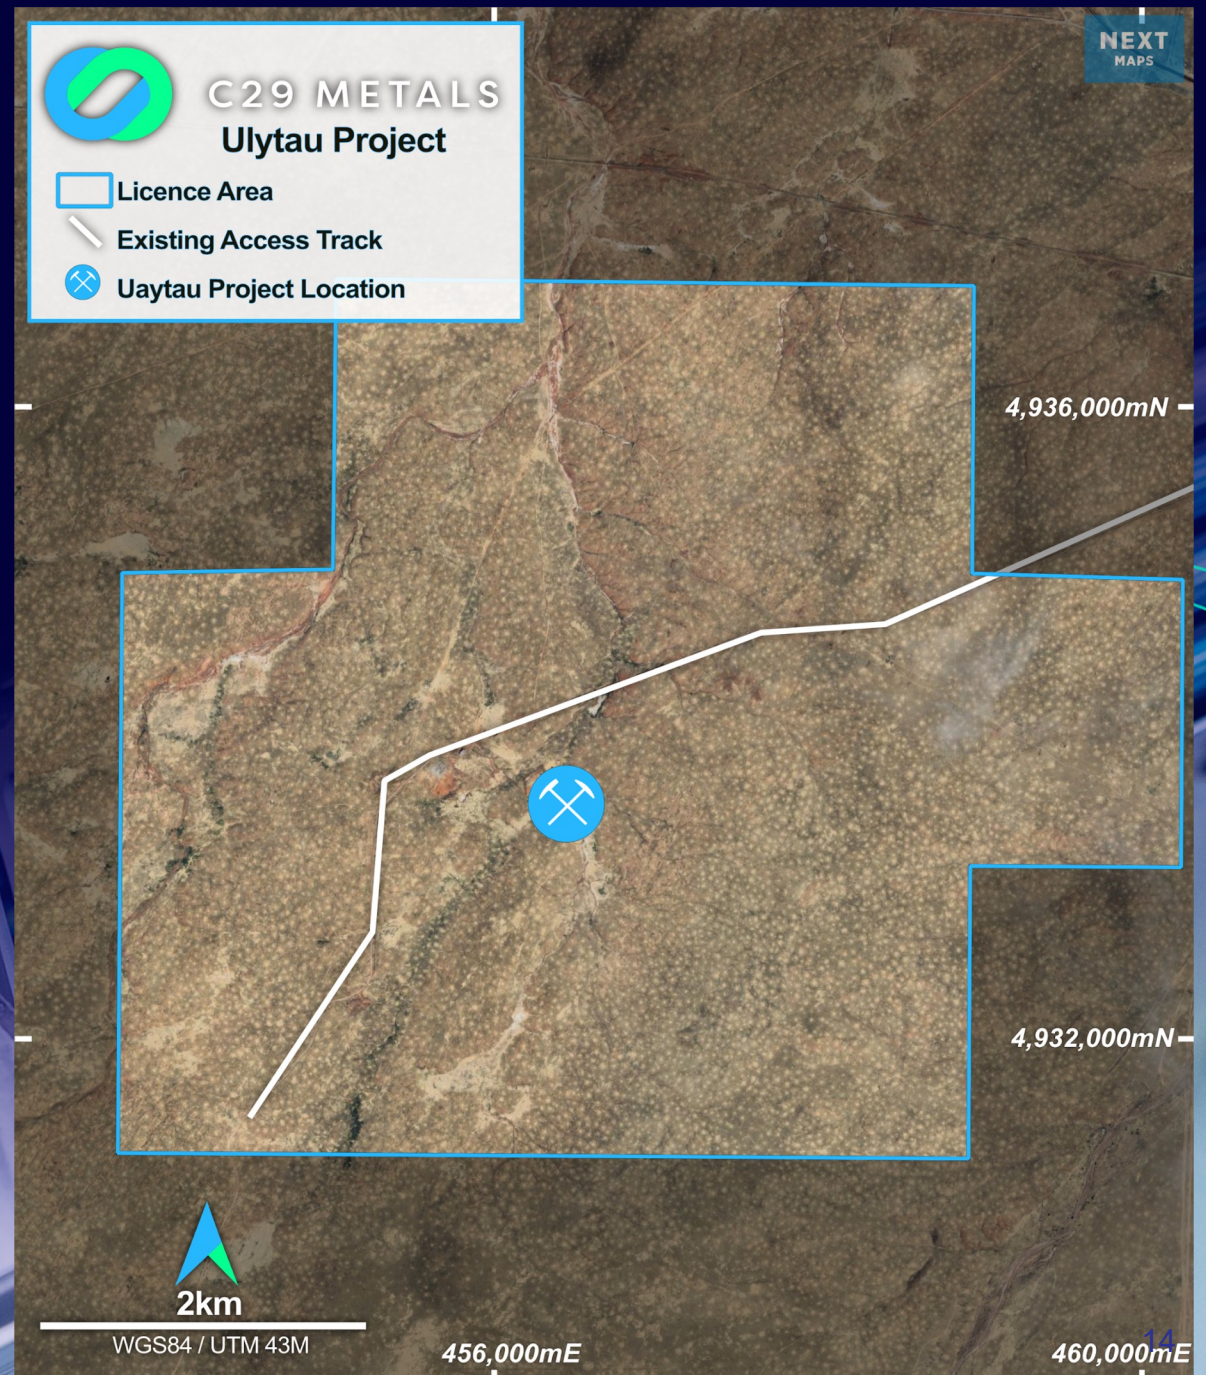 C29 METALS
Ulytau Project
Licence Area
Existing Access Track
Uaytau Project Location
NEXT
MAPS
4,936,000mN
4,932,000mN
2km
WGS84 / UTM 43M
456,000mE
460,000mE
14